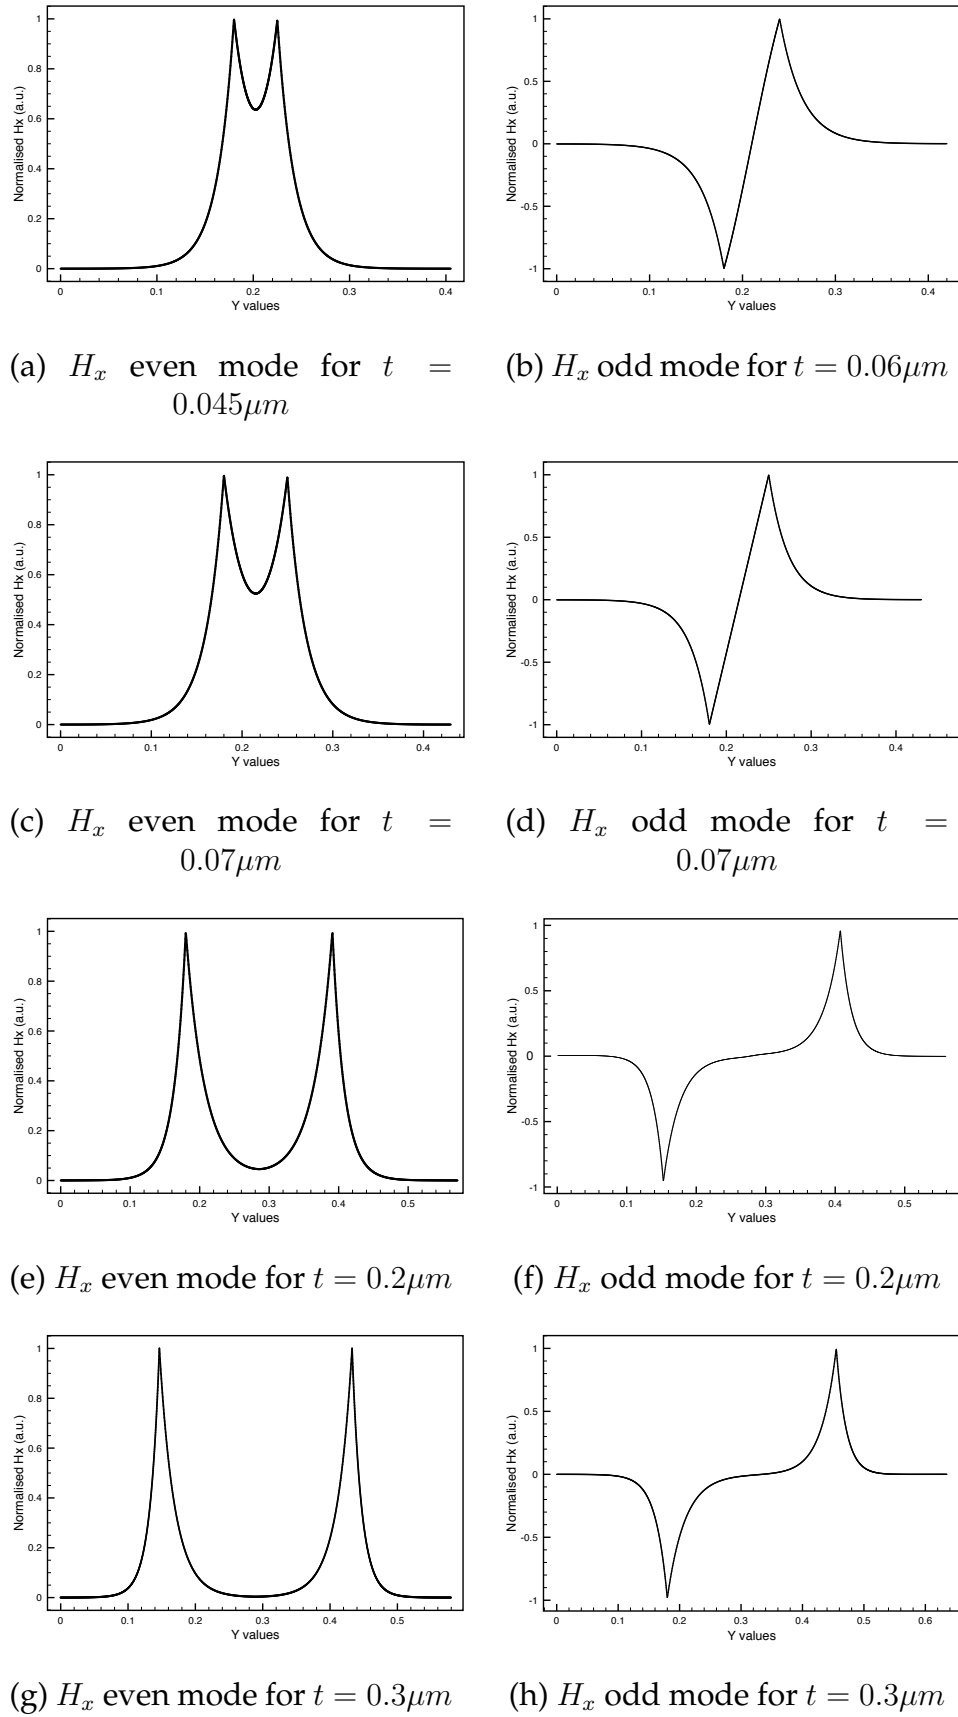 Normalised Hx (a.u.)
1
0.8
0.6
0.4
0.2
0
0 0.1 0.2 0.3 0.4
Y values
Normalised Hx (a.u.)
1
0.5
0
-0.5
-1
0 0.1 0.2 0.3 0.4
Y values
(a) H_x even mode for t =
0.045μm
(b) H_x odd mode for t = 0.06μm
Normalised Hx (a.u.)
1
0.8
0.6
0.4
0.2
0
0 0.1 0.2 0.3 0.4
Y values
Normalised Hx (a.u.)
1
0.5
0
-0.5
-1
0 0.1 0.2 0.3 0.4
Y values
(c) H_x even mode for t =
0.07μm
(d) H_x odd mode for t =
0.07μm
Normalised Hx (a.u.)
1
0.8
0.6
0.4
0.2
0
0 0.1 0.2 0.3 0.4 0.5
Y values
Normalised Hx (a.u.)
1
0.5
0
-0.5
-1
0 0.1 0.2 0.3 0.4 0.5
Y values
(e) H_x even mode for t = 0.2μm
(f) H_x odd mode for t = 0.2μm
Normalised Hx (a.u.)
1
0.8
0.6
0.4
0.2
0
0 0.1 0.2 0.3 0.4 0.5
Y values
Normalised Hx (a.u.)
1
0.5
0
-0.5
-1
0 0.1 0.2 0.3 0.4 0.5 0.6
Y values
(g) H_x even mode for t = 0.3μm
(h) H_x odd mode for t = 0.3μm